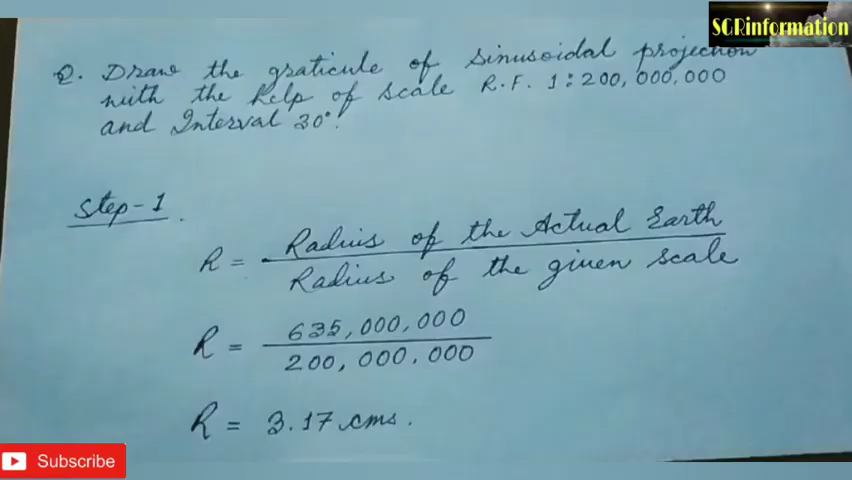 SGRinformation
Q. Draw the graticule of sinusoidal projection
with the help of scale R.F. 1:200,000,000
and Interval 30°.
Step-1
R = Radius of the Actual Earth
Radius of the given scale
R = 635,000,000
200,000,000
R = 3.17 cms.
Subscribe